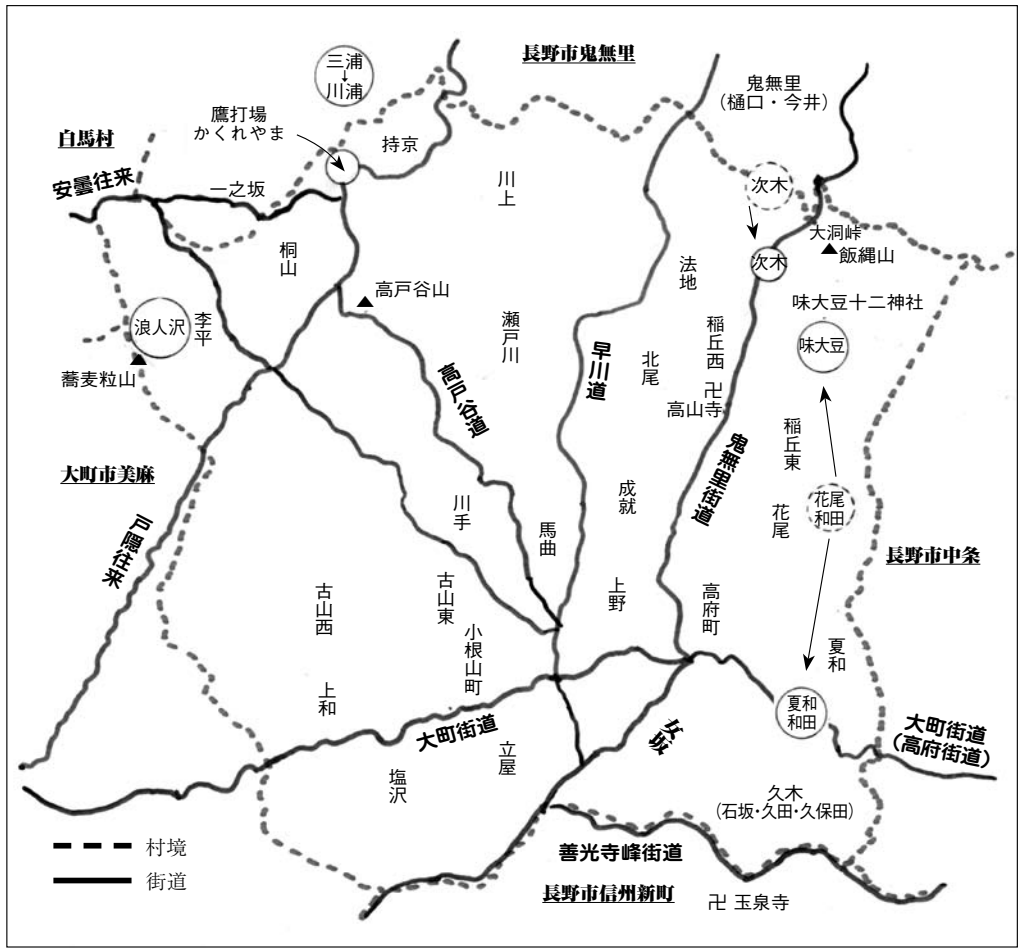 長野市鬼無里
三浦
↓
川浦
鬼無里
（樋口・今井）
鷹打場
かくれやま
持京
白馬村
安曇往来
一之坂
川上
次木
大洞峠
飯縄山
桐山
法地
次木
高戸谷山
味大豆十二神社
浪人沢
李平
瀬戸川
稲丘西
味大豆
早川道
北尾
卍
高山寺
蕎麦粒山
高戸谷道
鬼無里街道
稲丘東
大町市美麻
川手
成就
花尾
花尾
和田
馬曲
長野市中条
戸隠往来
古山西
古山東
上野
高府町
小根山町
夏和
上和
夏和
和田
女坂
大町街道
大町街道
（高府街道）
立屋
塩沢
久木
（石坂・久田・久保田）
村境
街道
善光寺峰街道
長野市信州新町
卍 玉泉寺